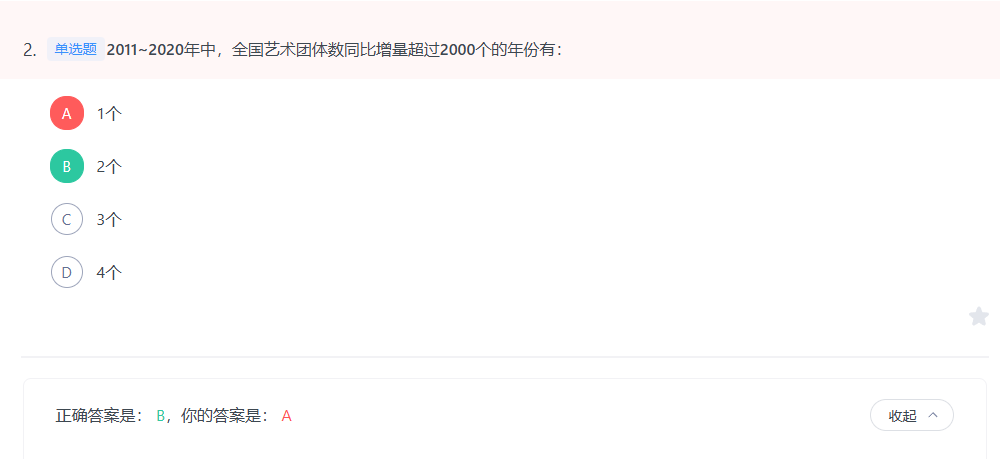 2. 单选题 2011~2020年中，全国艺术团体数同比增量超过2000个的年份有：
A 1个
B 2个
C 3个
D 4个
正确答案是： B，你的答案是： A
收起